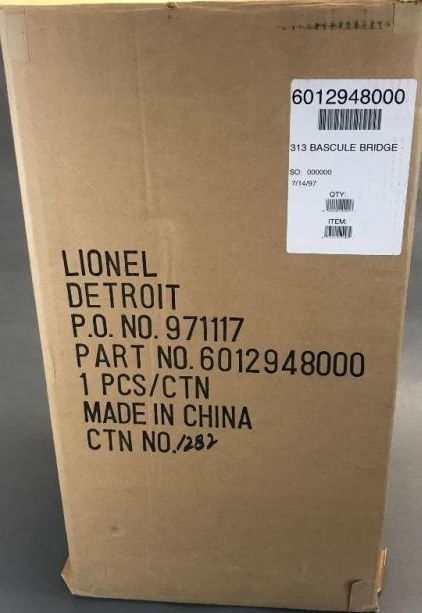 6012948000
313 BASCULE BRIDGE
SO: 000000
7/14/97
QTY:
ITEM:
LIONEL
DETROIT
P.O. NO. 971117
PART NO. 6012948000
1 PCS/CTN
MADE IN CHINA
CTN NO. 1282